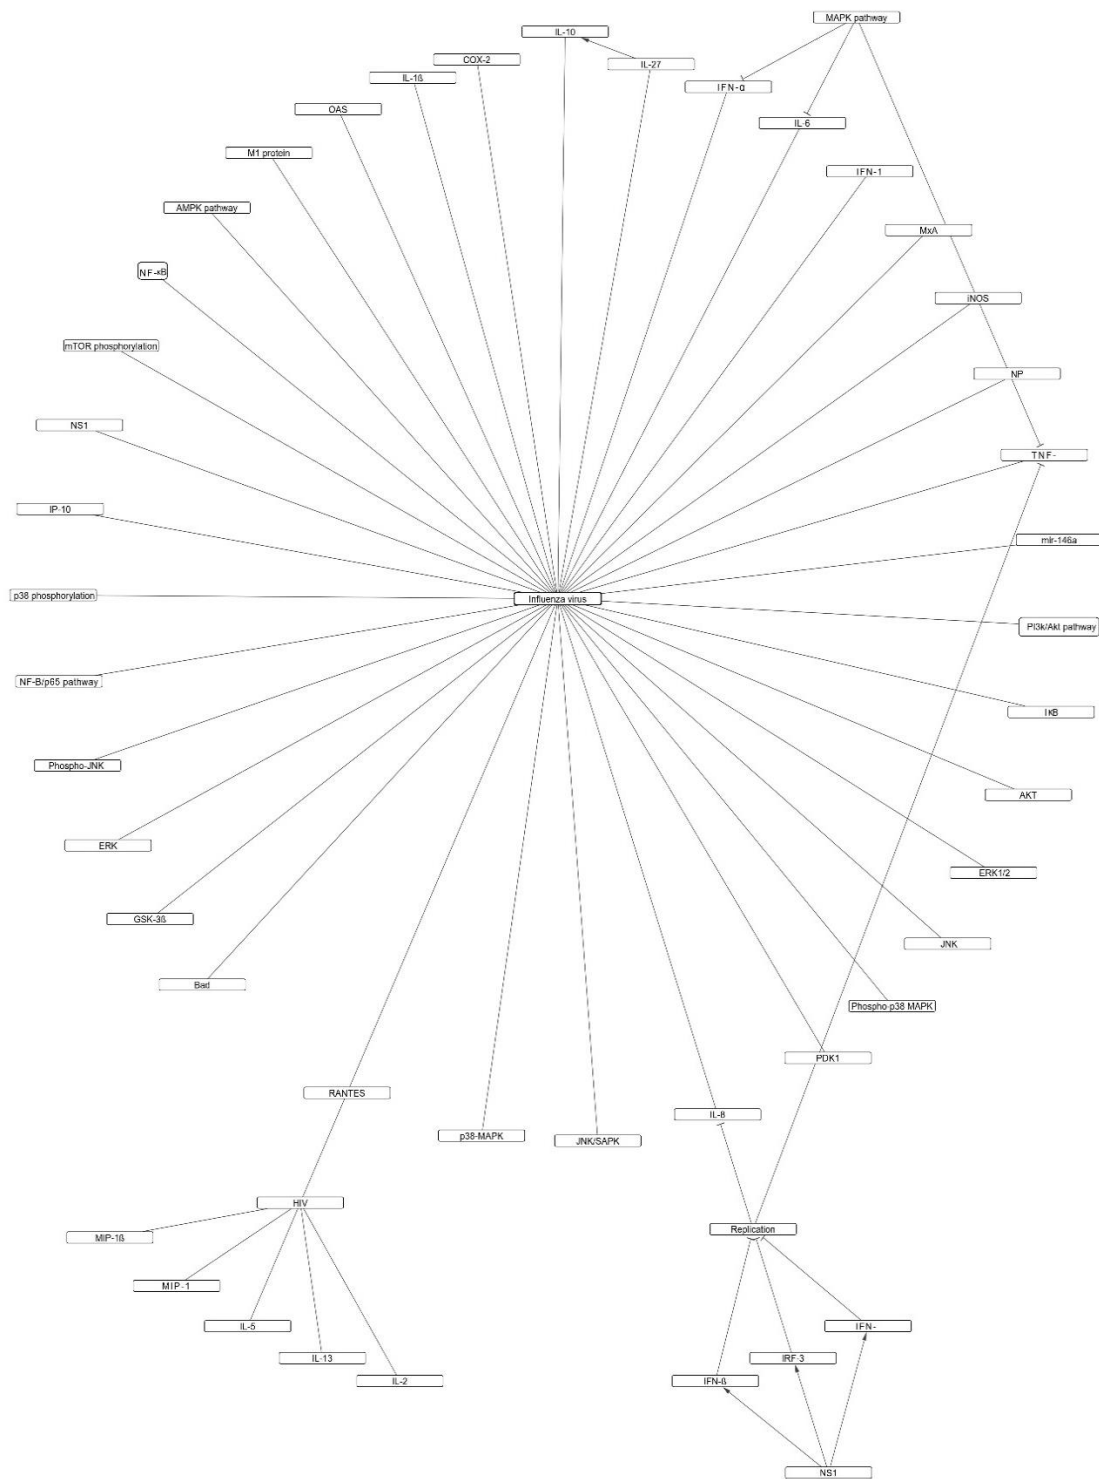 MAPK pathway
IL-10
COX-2
IL-27
IL-1ß
IFN-α
OAS
IL-6
M1 protein
IFN-1
AMPK pathway
MxA
NF-κB
iNOS
mTOR phosphorylation
NP
NS1
TNF-
IP-10
mir-146a
p38 phosphorylation
Influenza virus
PI3k/Akt pathway
NF-B/p65 pathway
IκB
Phospho-JNK
AKT
ERK
ERK1/2
GSK-3ß
JNK
Bad
Phospho-p38 MAPK
PDK1
RANTES
IL-8
p38-MAPK
JNK/SAPK
HIV
Replication
MIP-1ß
MIP-1
IL-5
IFN-
IL-13
IRF-3
IL-2
IFN-ß
NS1